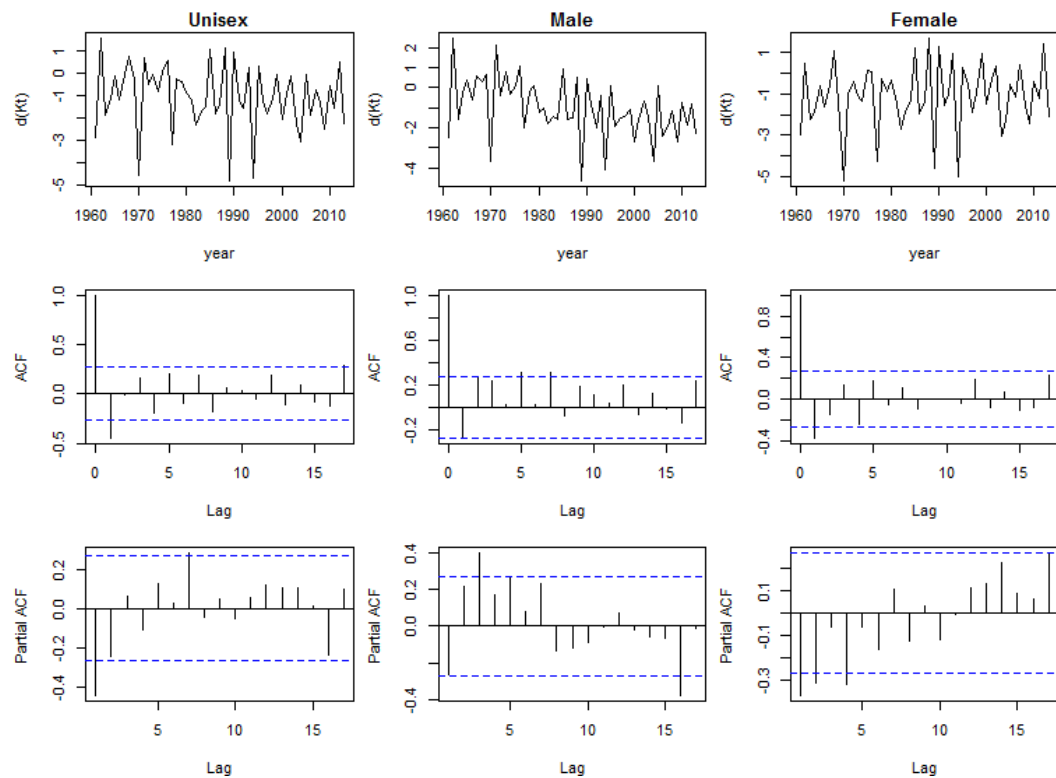 Unisex Male Female
d(Kt) 1 0 -1 -3 -5 d(Kt) 2 1 0 -2 -4 d(Kt) 1 -1 -3 -5
1960 1970 1980 1990 2000 2010 1960 1970 1980 1990 2000 2010 1960 1970 1980 1990 2000 2010
year year year
ACF 1.0 0.5 0.0 -0.5 ACF 1.0 0.6 0.2 -0.2 ACF 0.8 0.4 0.0 -0.4
0 5 10 15 0 5 10 15 0 5 10 15
Lag Lag Lag
Partial ACF 0.2 0.0 -0.2 -0.4 Partial ACF 0.4 0.2 0.0 -0.4 Partial ACF 0.1 -0.1 -0.3
5 10 15 5 10 15 5 10 15
Lag Lag Lag